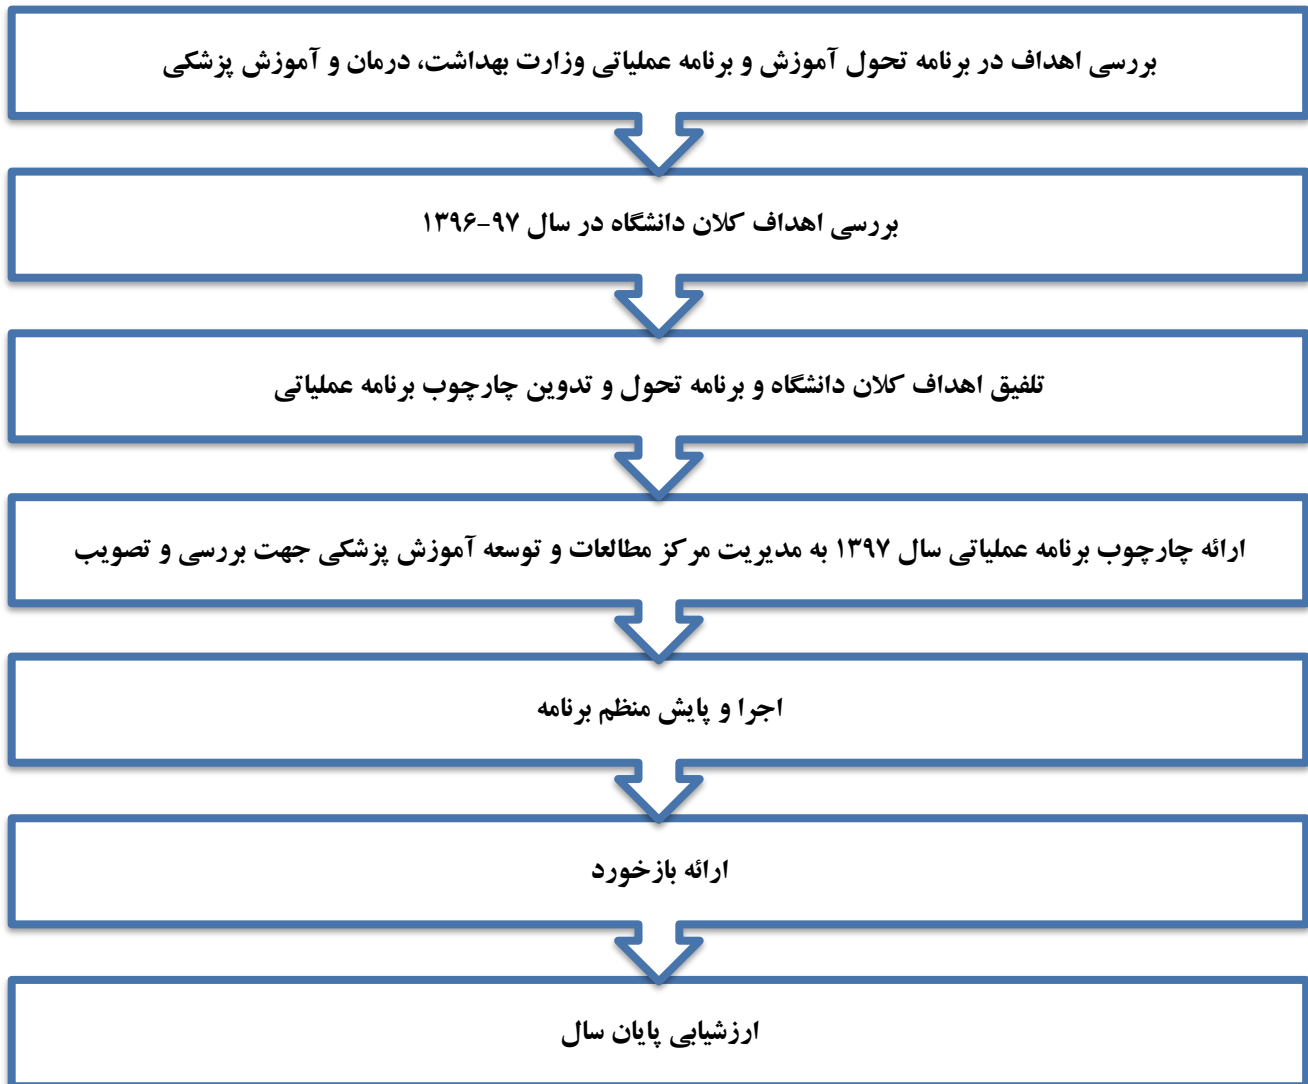 بررسی اهداف در برنامه تحول آموزش و برنامه عملیاتی وزارت بهداشت، درمان و آموزش پزشکی
بررسی اهداف کلان دانشگاه در سال ۹۷-۱۳۹۶
تلفیق اهداف کلان دانشگاه و برنامه تحول و تدوین چارچوب برنامه عملیاتی
ارائه چارچوب برنامه عملیاتی سال ۱۳۹۷ به مدیریت مرکز مطالعات و توسعه آموزش پزشکی جهت بررسی و تصویب
اجرا و پایش منظم برنامه
ارائه بازخورد
ارزشیابی پایان سال